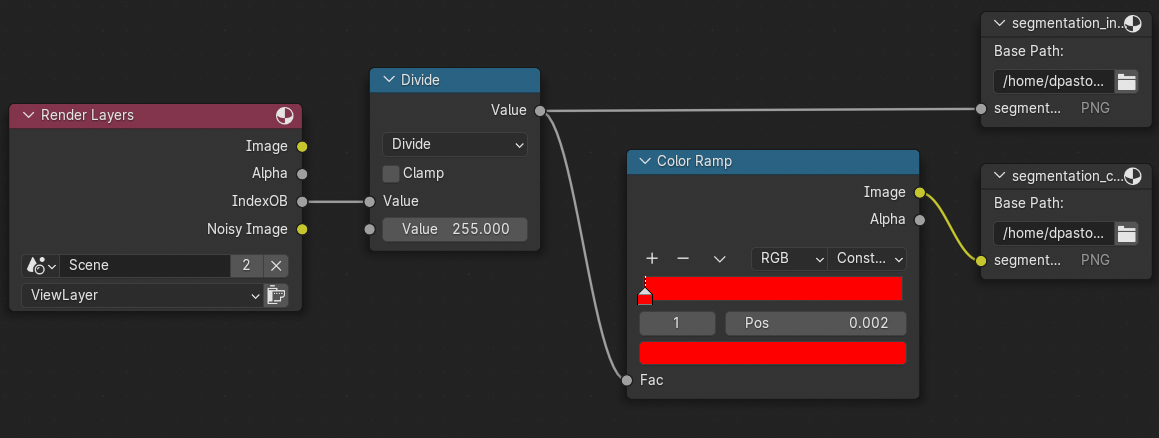 Render Layers
Image
Alpha
IndexOB
Noisy Image
Scene 2
ViewLayer
Divide
Value
Divide
Clamp
Value
Value 255.000
Color Ramp
Image
Alpha
RGB Const...
1 Pos 0.002
Fac
segmentation_in...
Base Path:
/home/dpasto...
segment... PNG
segmentation_c...
Base Path:
/home/dpasto...
segment... PNG